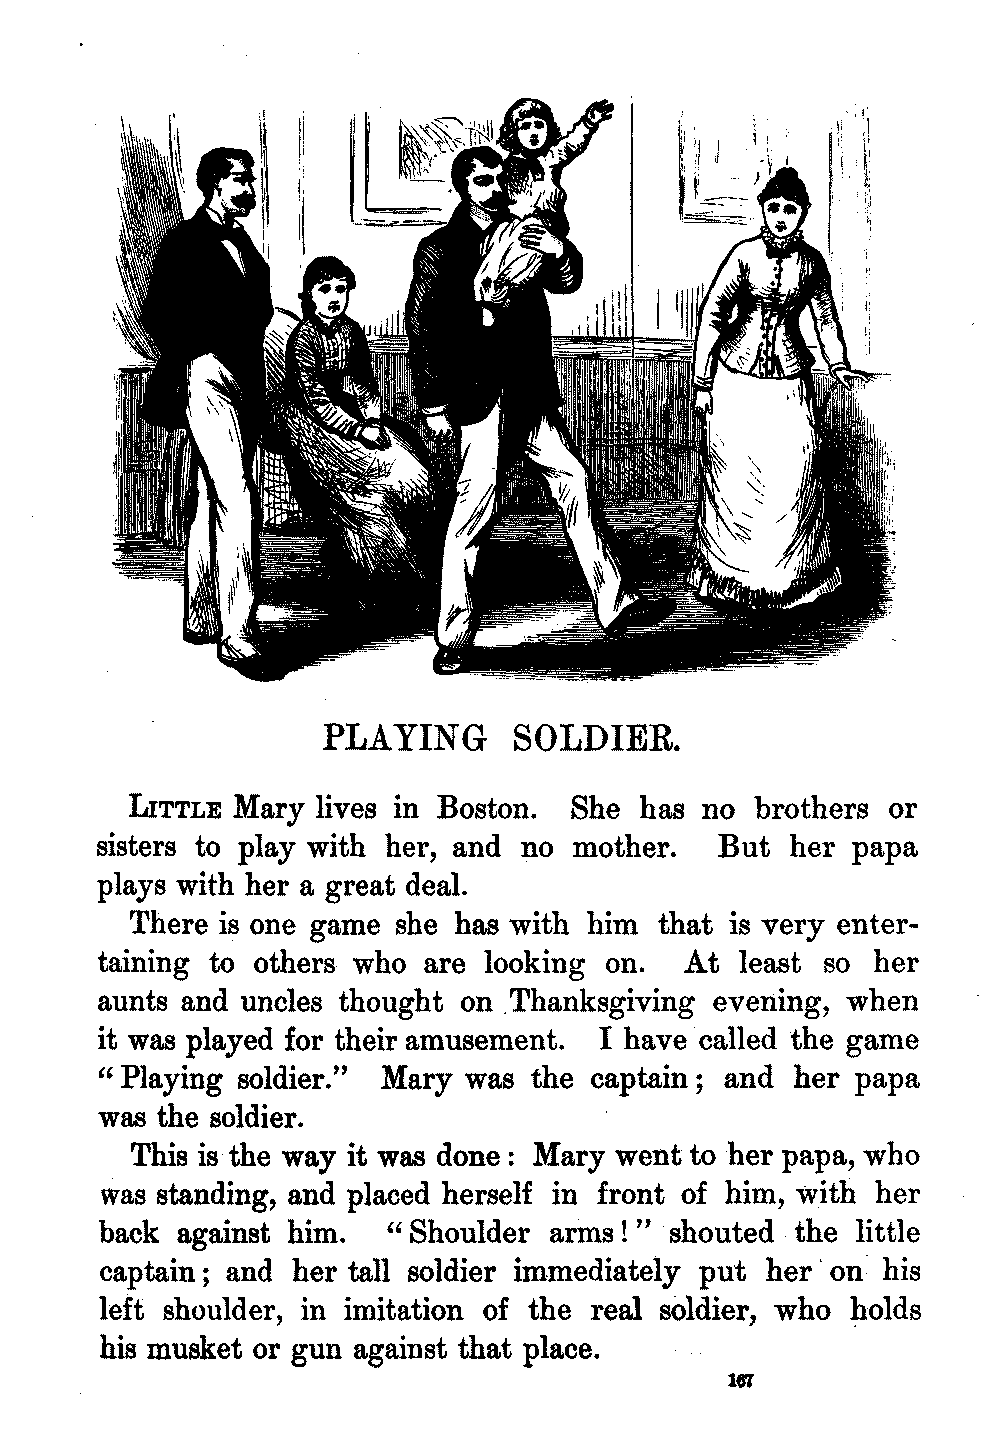 PLAYING SOLDIER.
LITTLE Mary lives in Boston. She has no brothers or
sisters to play with her, and no mother. But her papa
plays with her a great deal.
There is one game she has with him that is very enter-
taining to others who are looking on. At least so her
aunts and uncles thought on Thanksgiving evening, when
it was played for their amusement. I have called the game
“Playing soldier.” Mary was the captain; and her papa
was the soldier.
This is the way it was done: Mary went to her papa, who
was standing, and placed herself in front of him, with her
back against him. “Shoulder arms!” shouted the little
captain; and her tall soldier immediately put her on his
left shoulder, in imitation of the real soldier, who holds
his musket or gun against that place.
167